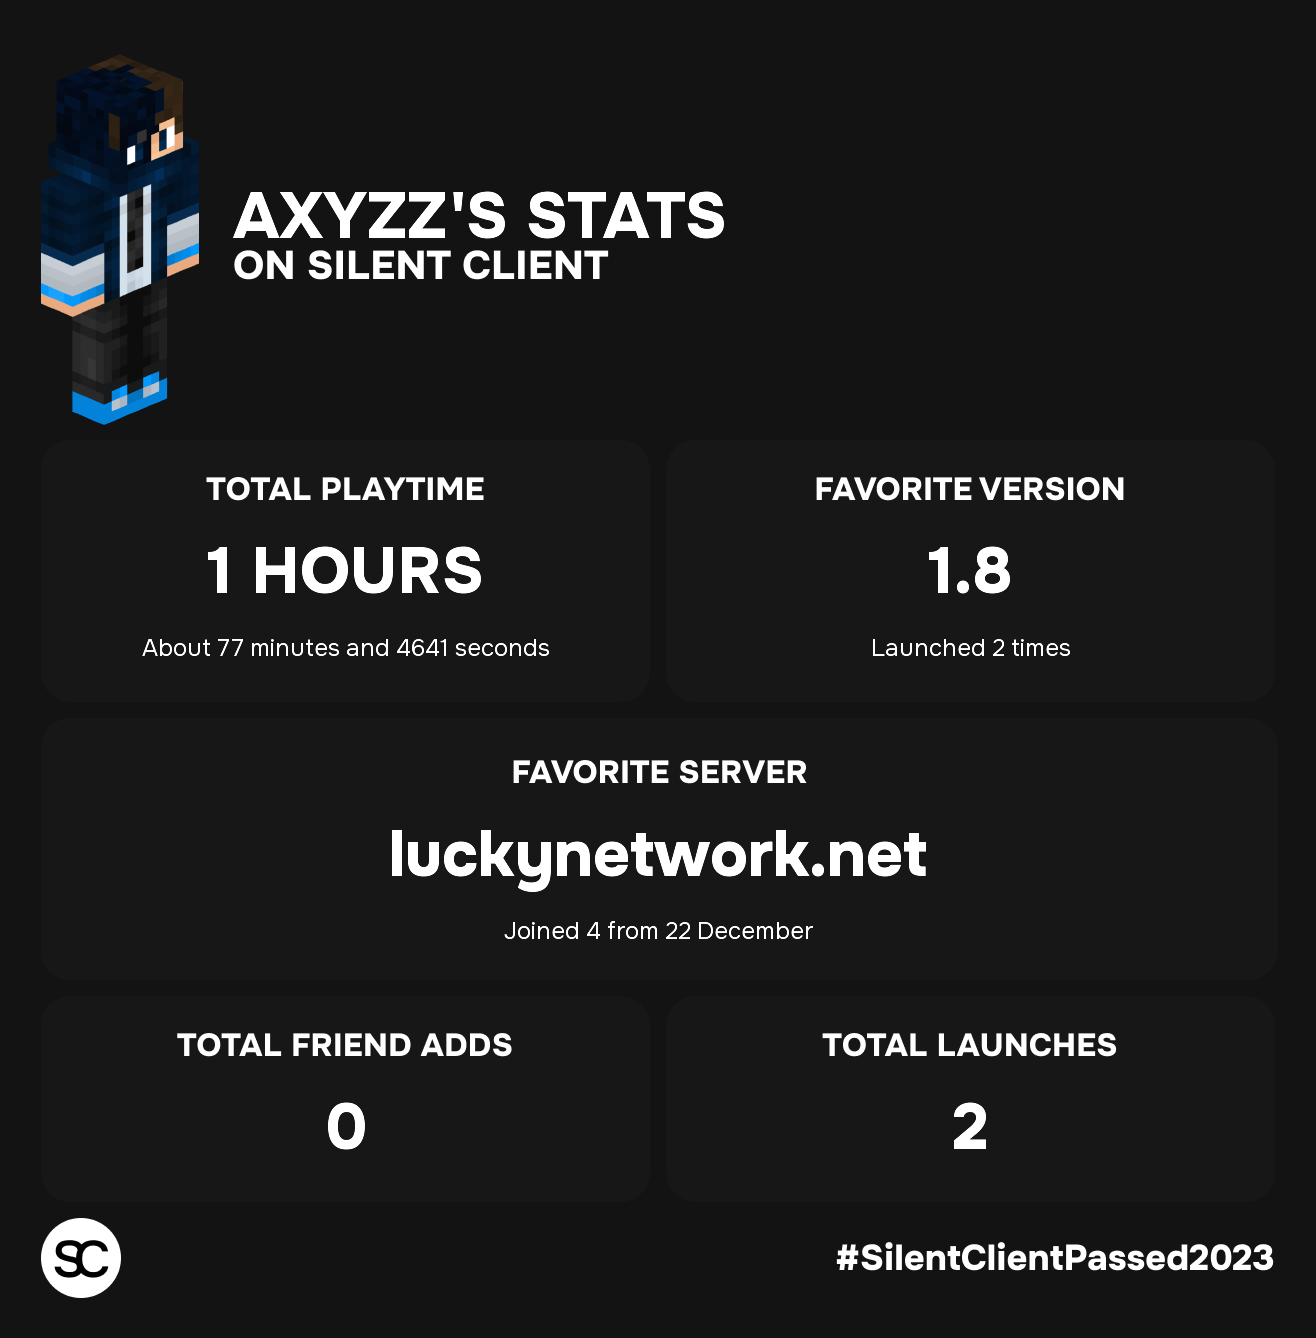 AXYZZ'S STATS
ON SILENT CLIENT
TOTAL PLAYTIME
1 HOURS
About 77 minutes and 4641 seconds
FAVORITE VERSION
1.8
Launched 2 times
FAVORITE SERVER
luckynetwork.net
Joined 4 from 22 December
TOTAL FRIEND ADDS
0
TOTAL LAUNCHES
2
SC
#SilentClientPassed2023